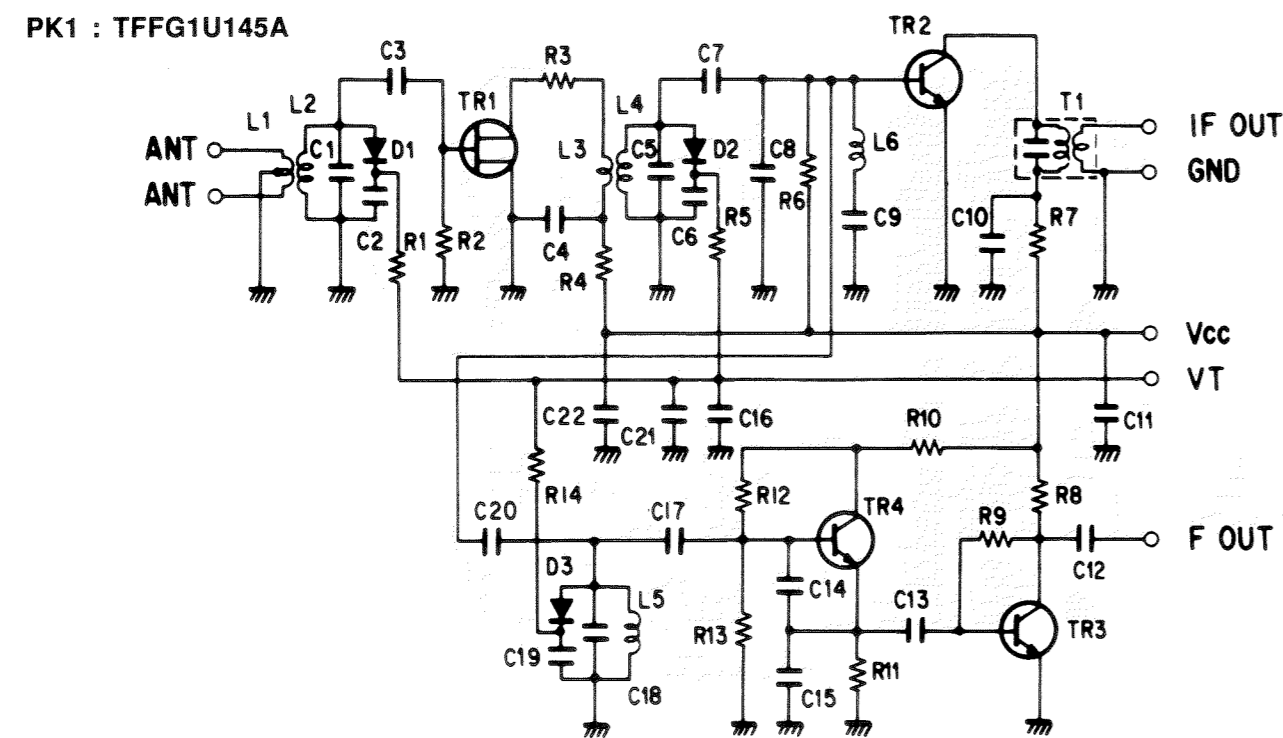 PK1 : TFFG1U145A
TR2
C3
C7
R3
T1
L2
TR1
L4
L1
IF OUT
ANT
C1
D1
L3
C5
D2
C8
L6
GND
ANT
R6
C2
R1
R2
C4
C6
R5
C9
C10
R7
R4
Vcc
VT
C22
C21
C16
R10
C11
R14
R12
R8
C20
C17
TR4
R9
F OUT
D3
C12
L5
C14
C13
R13
TR3
C19
R11
C18
C15